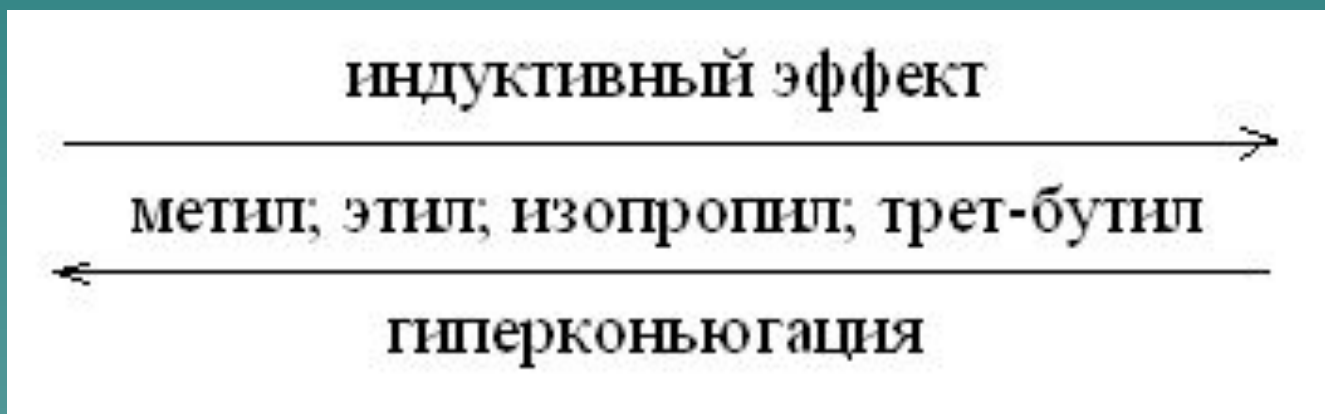 индуктивный эффект
метил; этил; изопропил; трет-бутил
гиперконьюгация